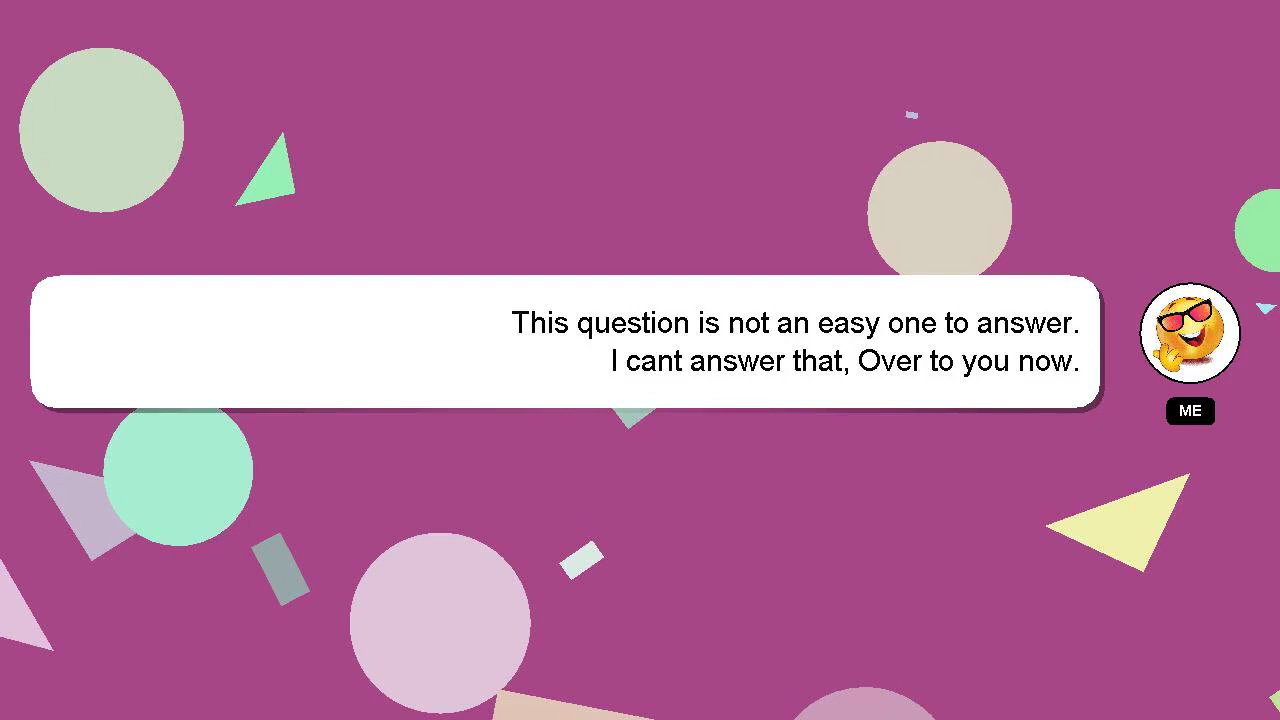 This question is not an easy one to answer.
I cant answer that, Over to you now.
ME